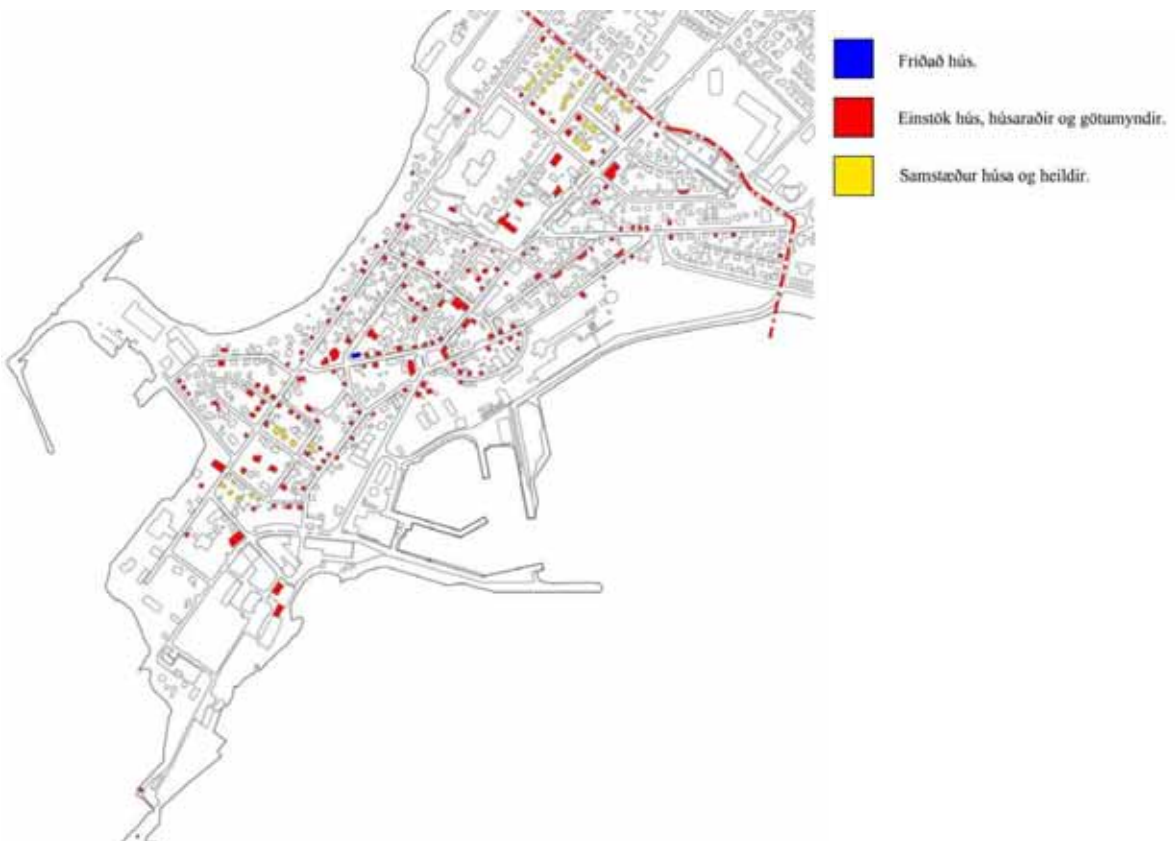 Friðað hús.
Einstök hús, húsaraðir og götumyndir.
Samstæður húsa og heildir.